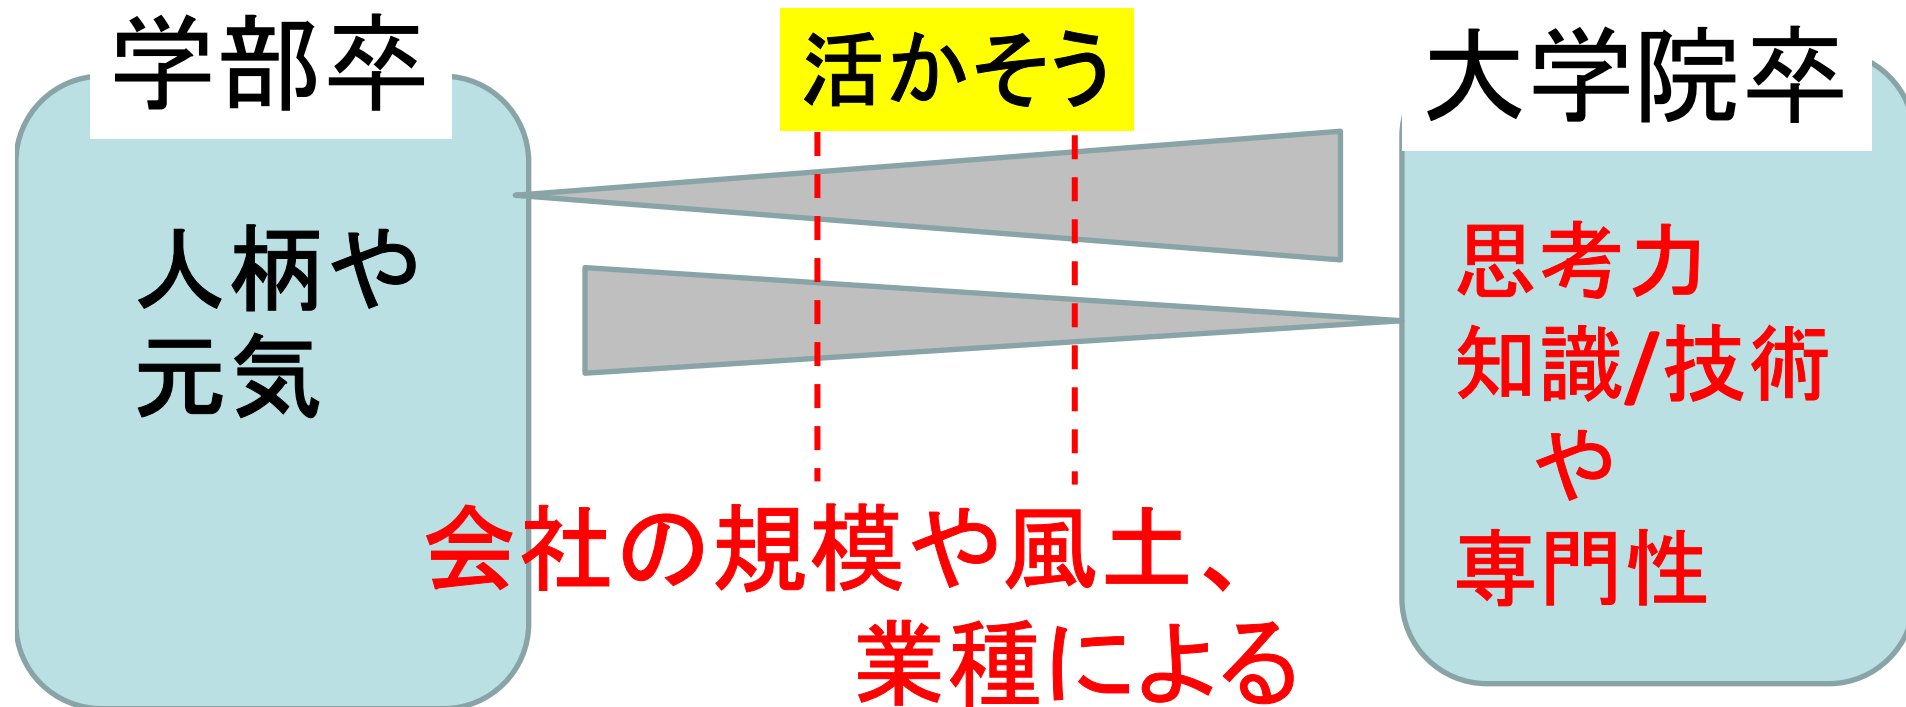 学部卒
人柄や
元気
活かそう
会社の規模や風土、
業種による
大学院卒
思考力
知識/技術
や
専門性